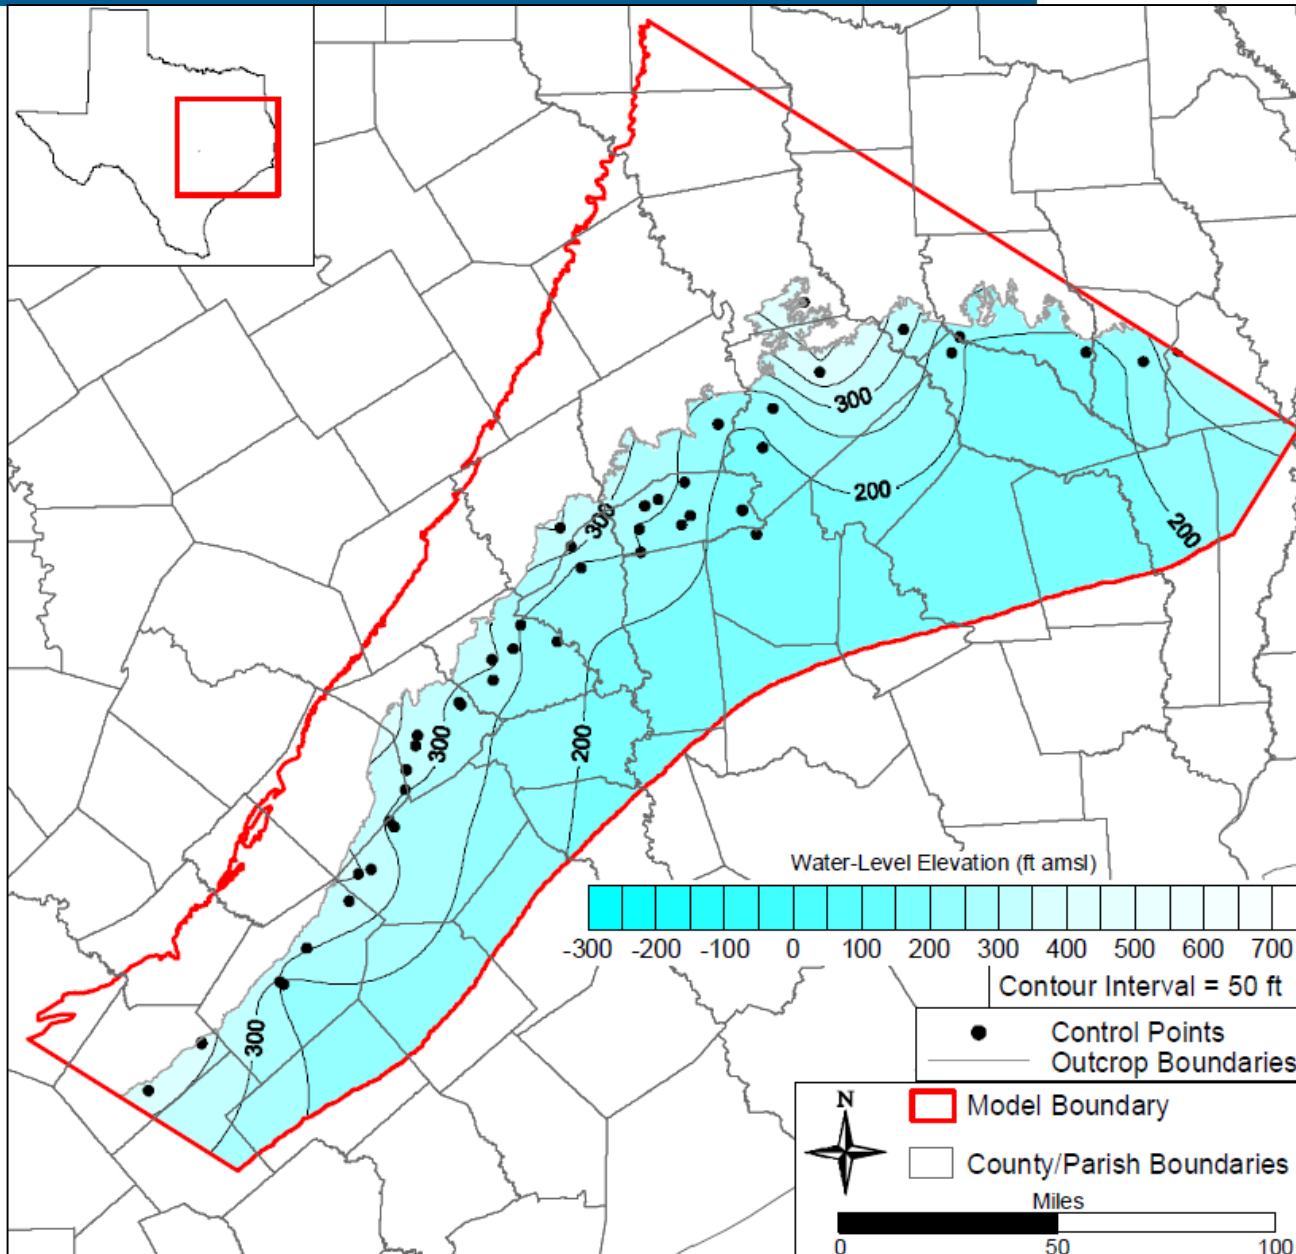 300
200
200
300
300
200
300
Water-Level Elevation (ft amsl)
-300 -200 -100 0 100 200 300 400 500 600 700
Contour Interval = 50 ft
Control Points
Outcrop Boundaries
N
Model Boundary
County/Parish Boundaries
Miles
0 50 100